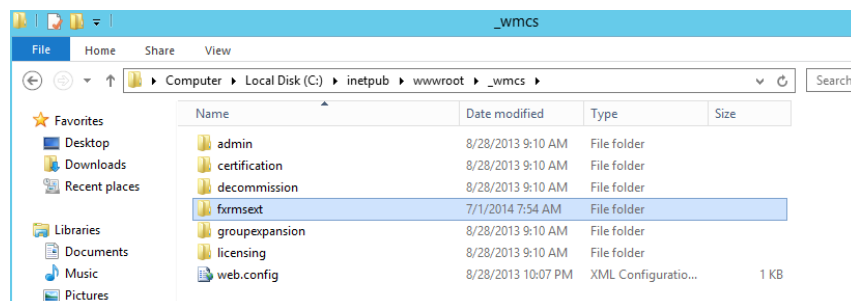 _wmcs
File Home Share View
Computer Local Disk (C:) inetpub wwwroot _wmcs Search
Name Date modified Type Size
Favorites
Desktop admin 8/28/2013 9:10 AM File folder
Downloads certification 8/28/2013 9:10 AM File folder
Recent places decommission 8/28/2013 9:10 AM File folder
fxrmsext 7/1/2014 7:54 AM File folder
Libraries groupexpansion 8/28/2013 9:10 AM File folder
Documents licensing 8/28/2013 9:10 AM File folder
Music web.config 8/28/2013 10:07 PM XML Configuratio... 1 KB
Pictures